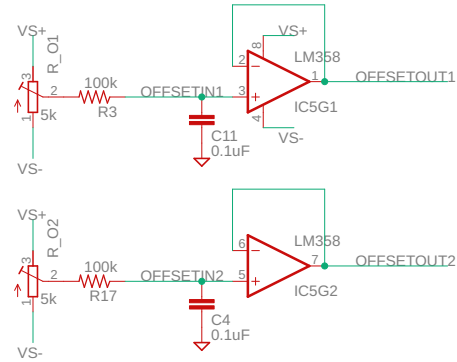 VS+
R_O1
3
2
1
5k
VS-
100k
R3
OFFSETIN1
C11
0.1uF
VS+
8
2
3
1
4
LM358
IC5G1
VS-
OFFSETOUT1
VS+
R_O2
3
2
1
5k
VS-
100k
R17
OFFSETIN2
C4
0.1uF
6
5
7
LM358
IC5G2
OFFSETOUT2